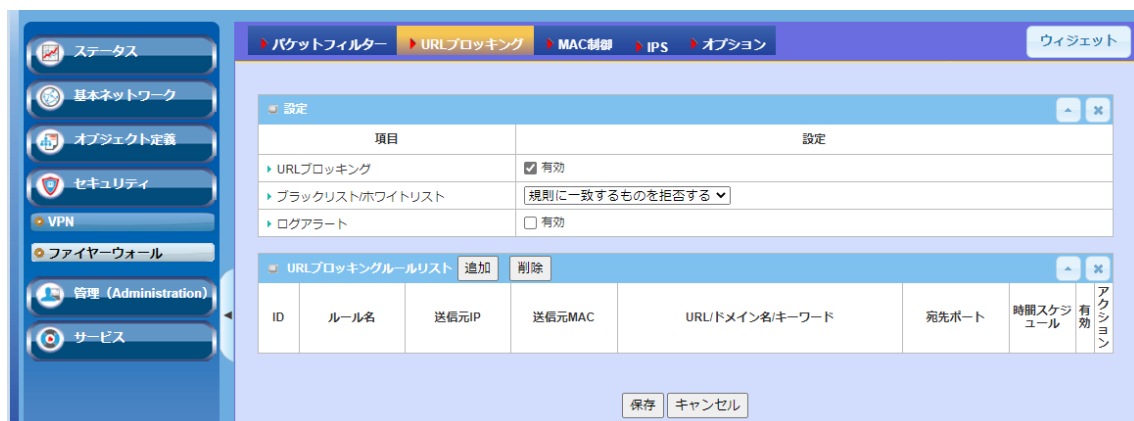 ステータス
基本ネットワーク
オブジェクト定義
セキュリティ
VPN
ファイヤーウォール
管理（Administration）
サービス
パケットフィルター URLブロッキング MAC制御 IPS オプション
ウィジェット
設定
項目 設定
URLブロッキング 有効
ブラックリスト/ホワイトリスト 規則に一致するものを拒否する
ログアラート 有効
URLブロッキングルールリスト 追加 削除
ID ルール名 送信元IP 送信元MAC URL/ドメイン名/キーワード 宛先ポート 時間スケジュール 有効 アクション
保存 キャンセル